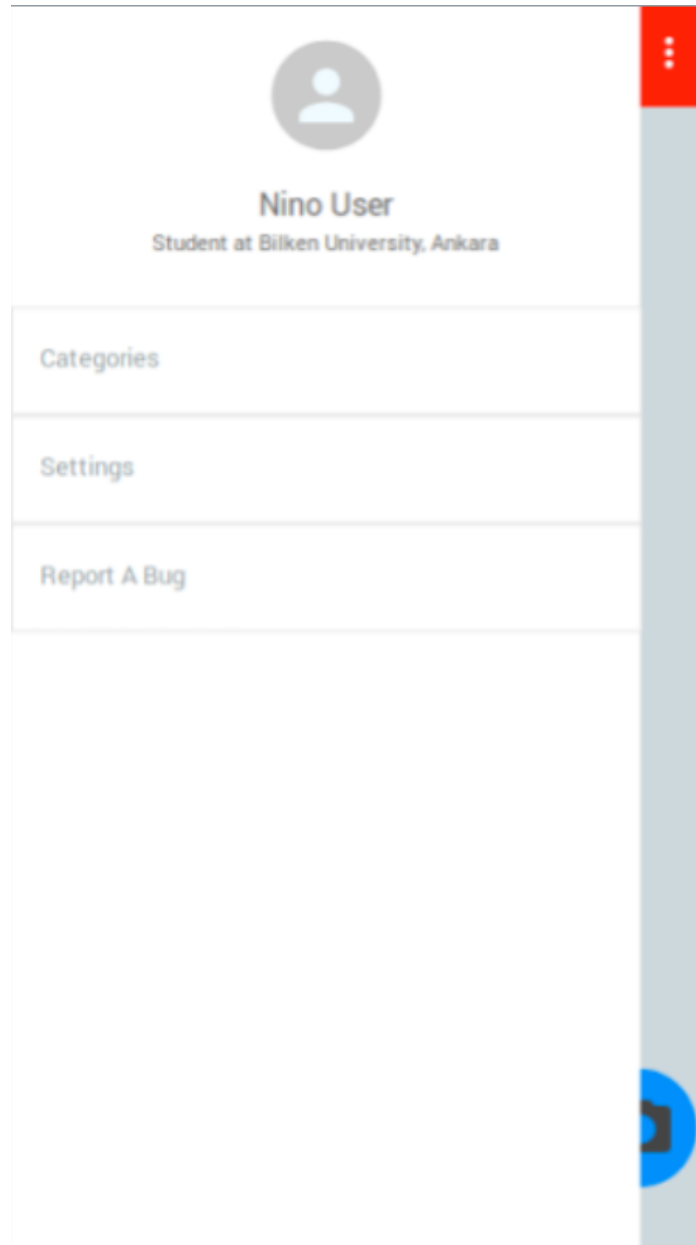 Nino User
Student at Bilken University, Ankara
Categories
Settings
Report A Bug